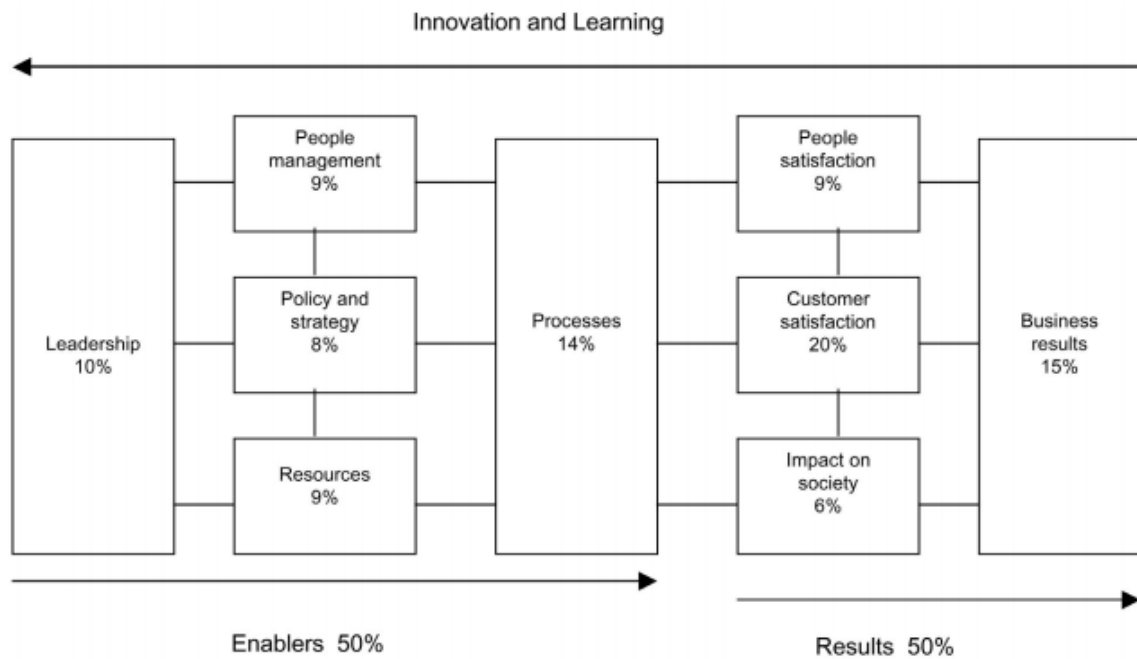 Innovation and Learning
People
management
9%
People
satisfaction
9%
Leadership
10%
Policy and
strategy
8%
Processes
14%
Customer
satisfaction
20%
Business
results
15%
Resources
9%
Impact on
society
6%
Enablers 50%
Results 50%